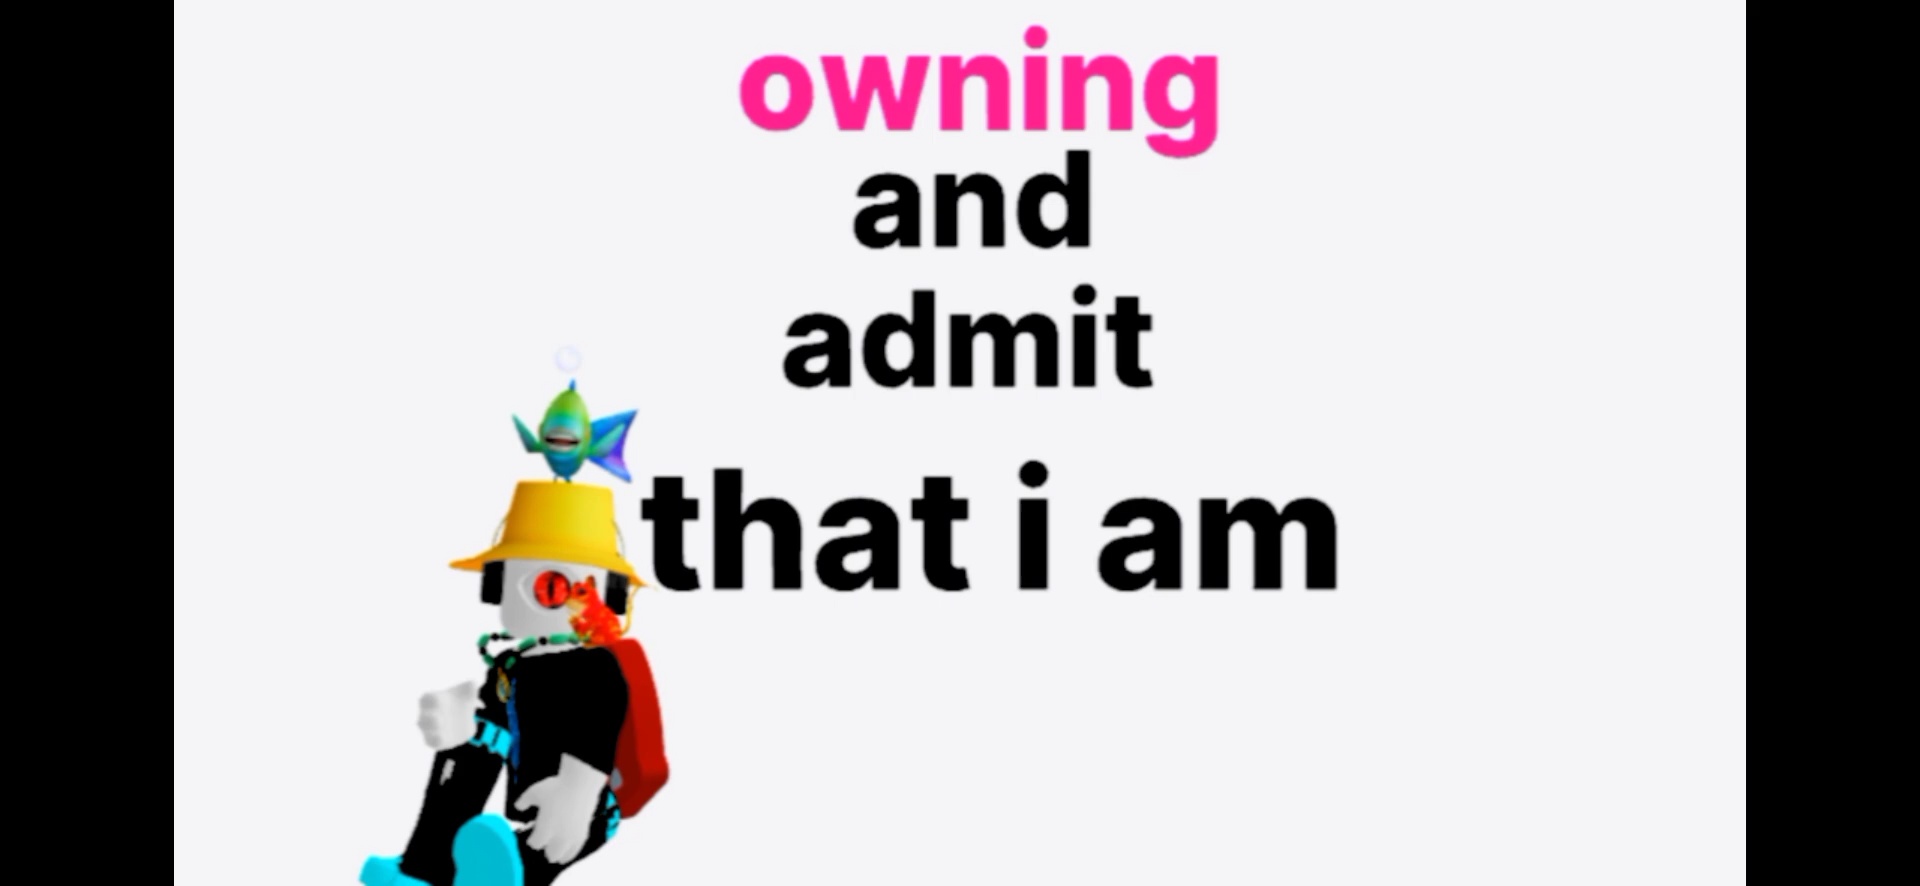 owning
and
admit
that i am